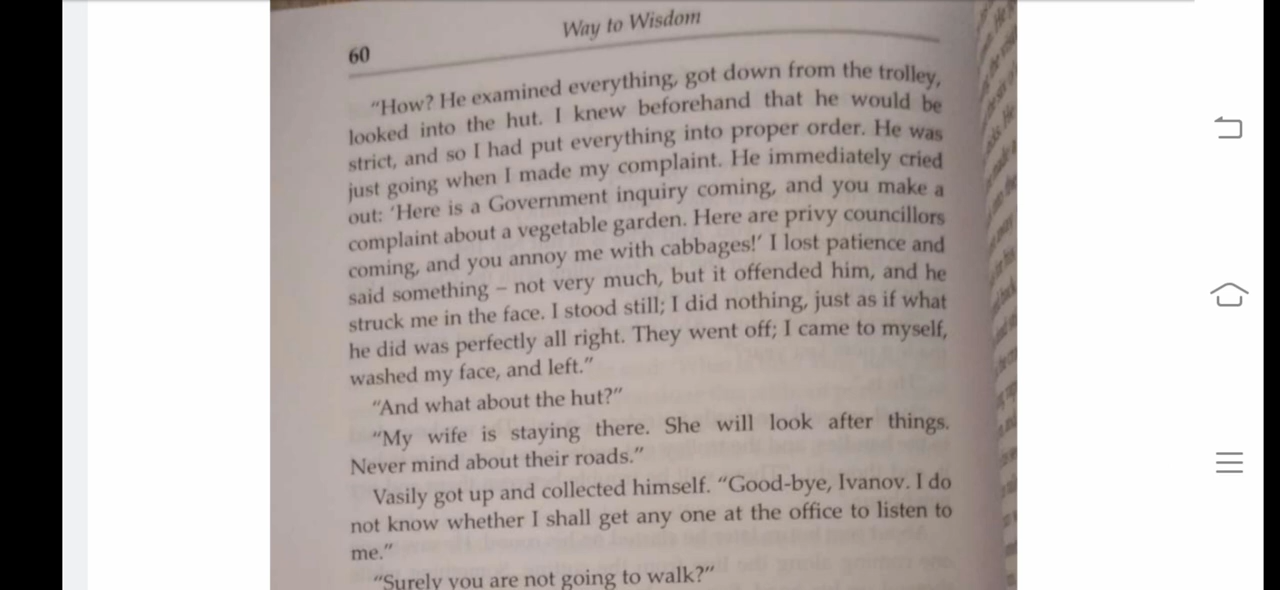 Way to Wisdom
60
“How? He examined everything, got down from the trolley,
looked into the hut. I knew beforehand that he would be
strict, and so I had put everything into proper order. He was
just going when I made my complaint. He immediately cried
out: ‘Here is a Government inquiry coming, and you make a
complaint about a vegetable garden. Here are privy councillors
coming, and you annoy me with cabbages!’ I lost patience and
said something – not very much, but it offended him, and he
struck me in the face. I stood still; I did nothing, just as if what
he did was perfectly all right. They went off; I came to myself,
washed my face, and left.”
“And what about the hut?”
“My wife is staying there. She will look after things.
Never mind about their roads.”
Vasily got up and collected himself. “Good-bye, Ivanov. I do
not know whether I shall get any one at the office to listen to
me.”
“Surely you are not going to walk?”